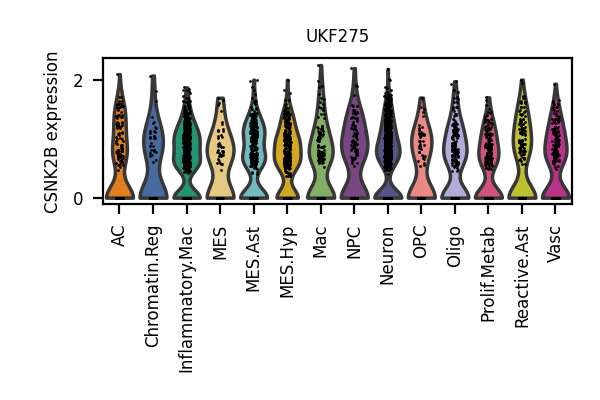 UKF275
CSNK2B expression
2
0
AC
Chromatin.Reg
Inflammatory.Mac
MES
MES.Ast
MES.Hyp
Mac
NPC
Neuron
OPC
Oligo
Prolif.Metab
Reactive.Ast
Vasc